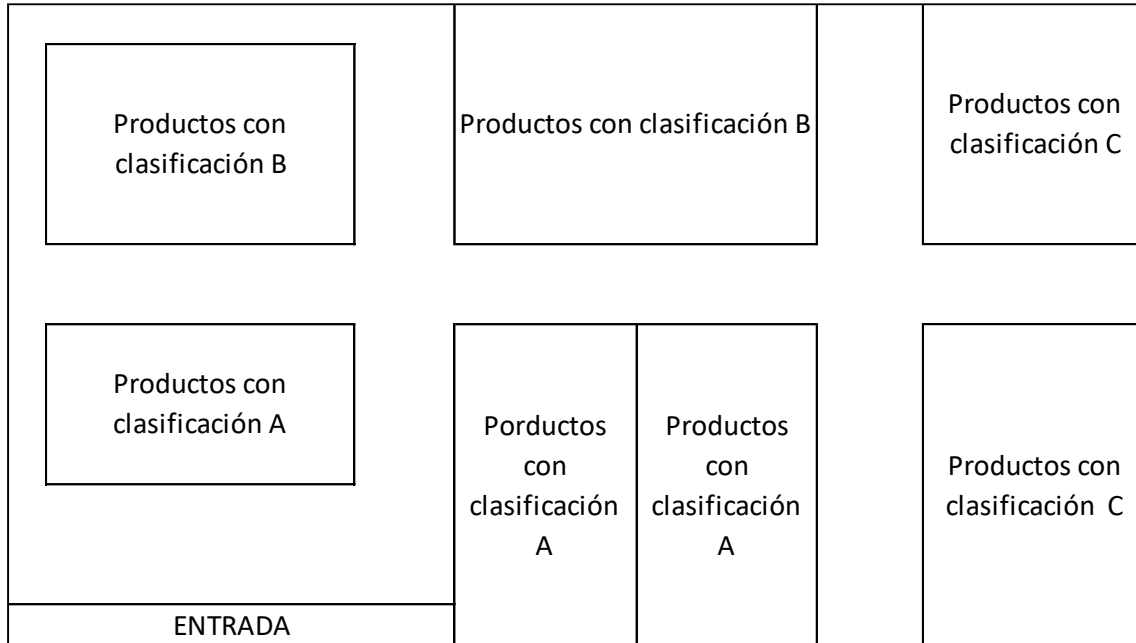 Productos con
clasificación B
Productos con clasificación B
Productos con
clasificación C
Productos con
clasificación A
Porductos
con
clasificación
A
Productos
con
clasificación
A
Productos con
clasificación  C
ENTRADA